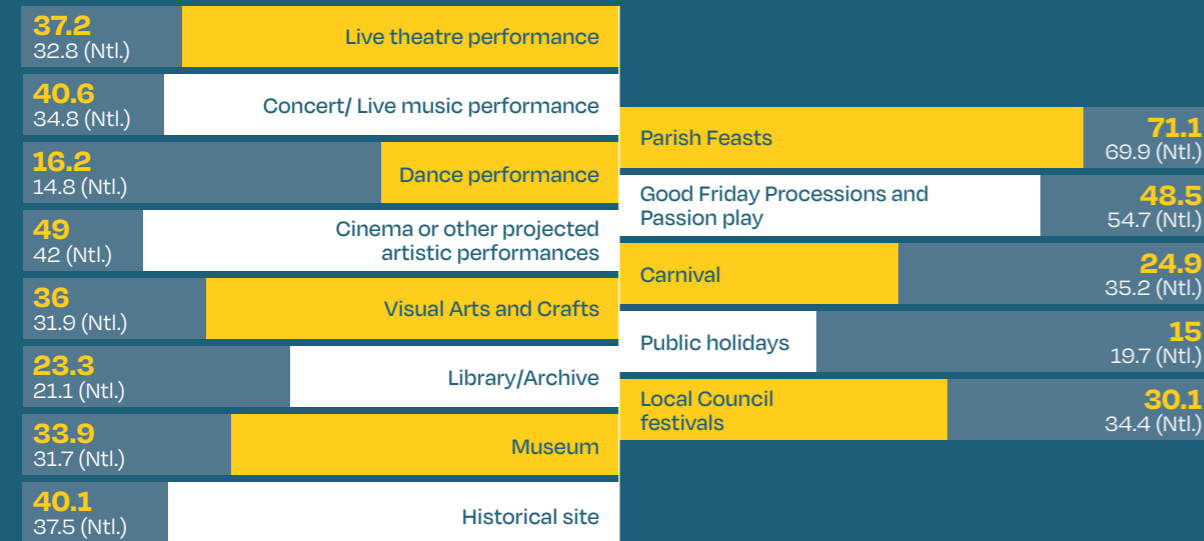 37.2
32.8 (Ntl.)
Live theatre performance
40.6
34.8 (Ntl.)
Concert/ Live music performance
16.2
14.8 (Ntl.)
Dance performance
49
42 (Ntl.)
Cinema or other projected
artistic performances
36
31.9 (Ntl.)
Visual Arts and Crafts
23.3
21.1 (Ntl.)
Library/Archive
33.9
31.7 (Ntl.)
Museum
40.1
37.5 (Ntl.)
Historical site
Parish Feasts
71.1
69.9 (Ntl.)
Good Friday Processions and
Passion play
48.5
54.7 (Ntl.)
Carnival
24.9
35.2 (Ntl.)
Public holidays
15
19.7 (Ntl.)
Local Council
festivals
30.1
34.4 (Ntl.)